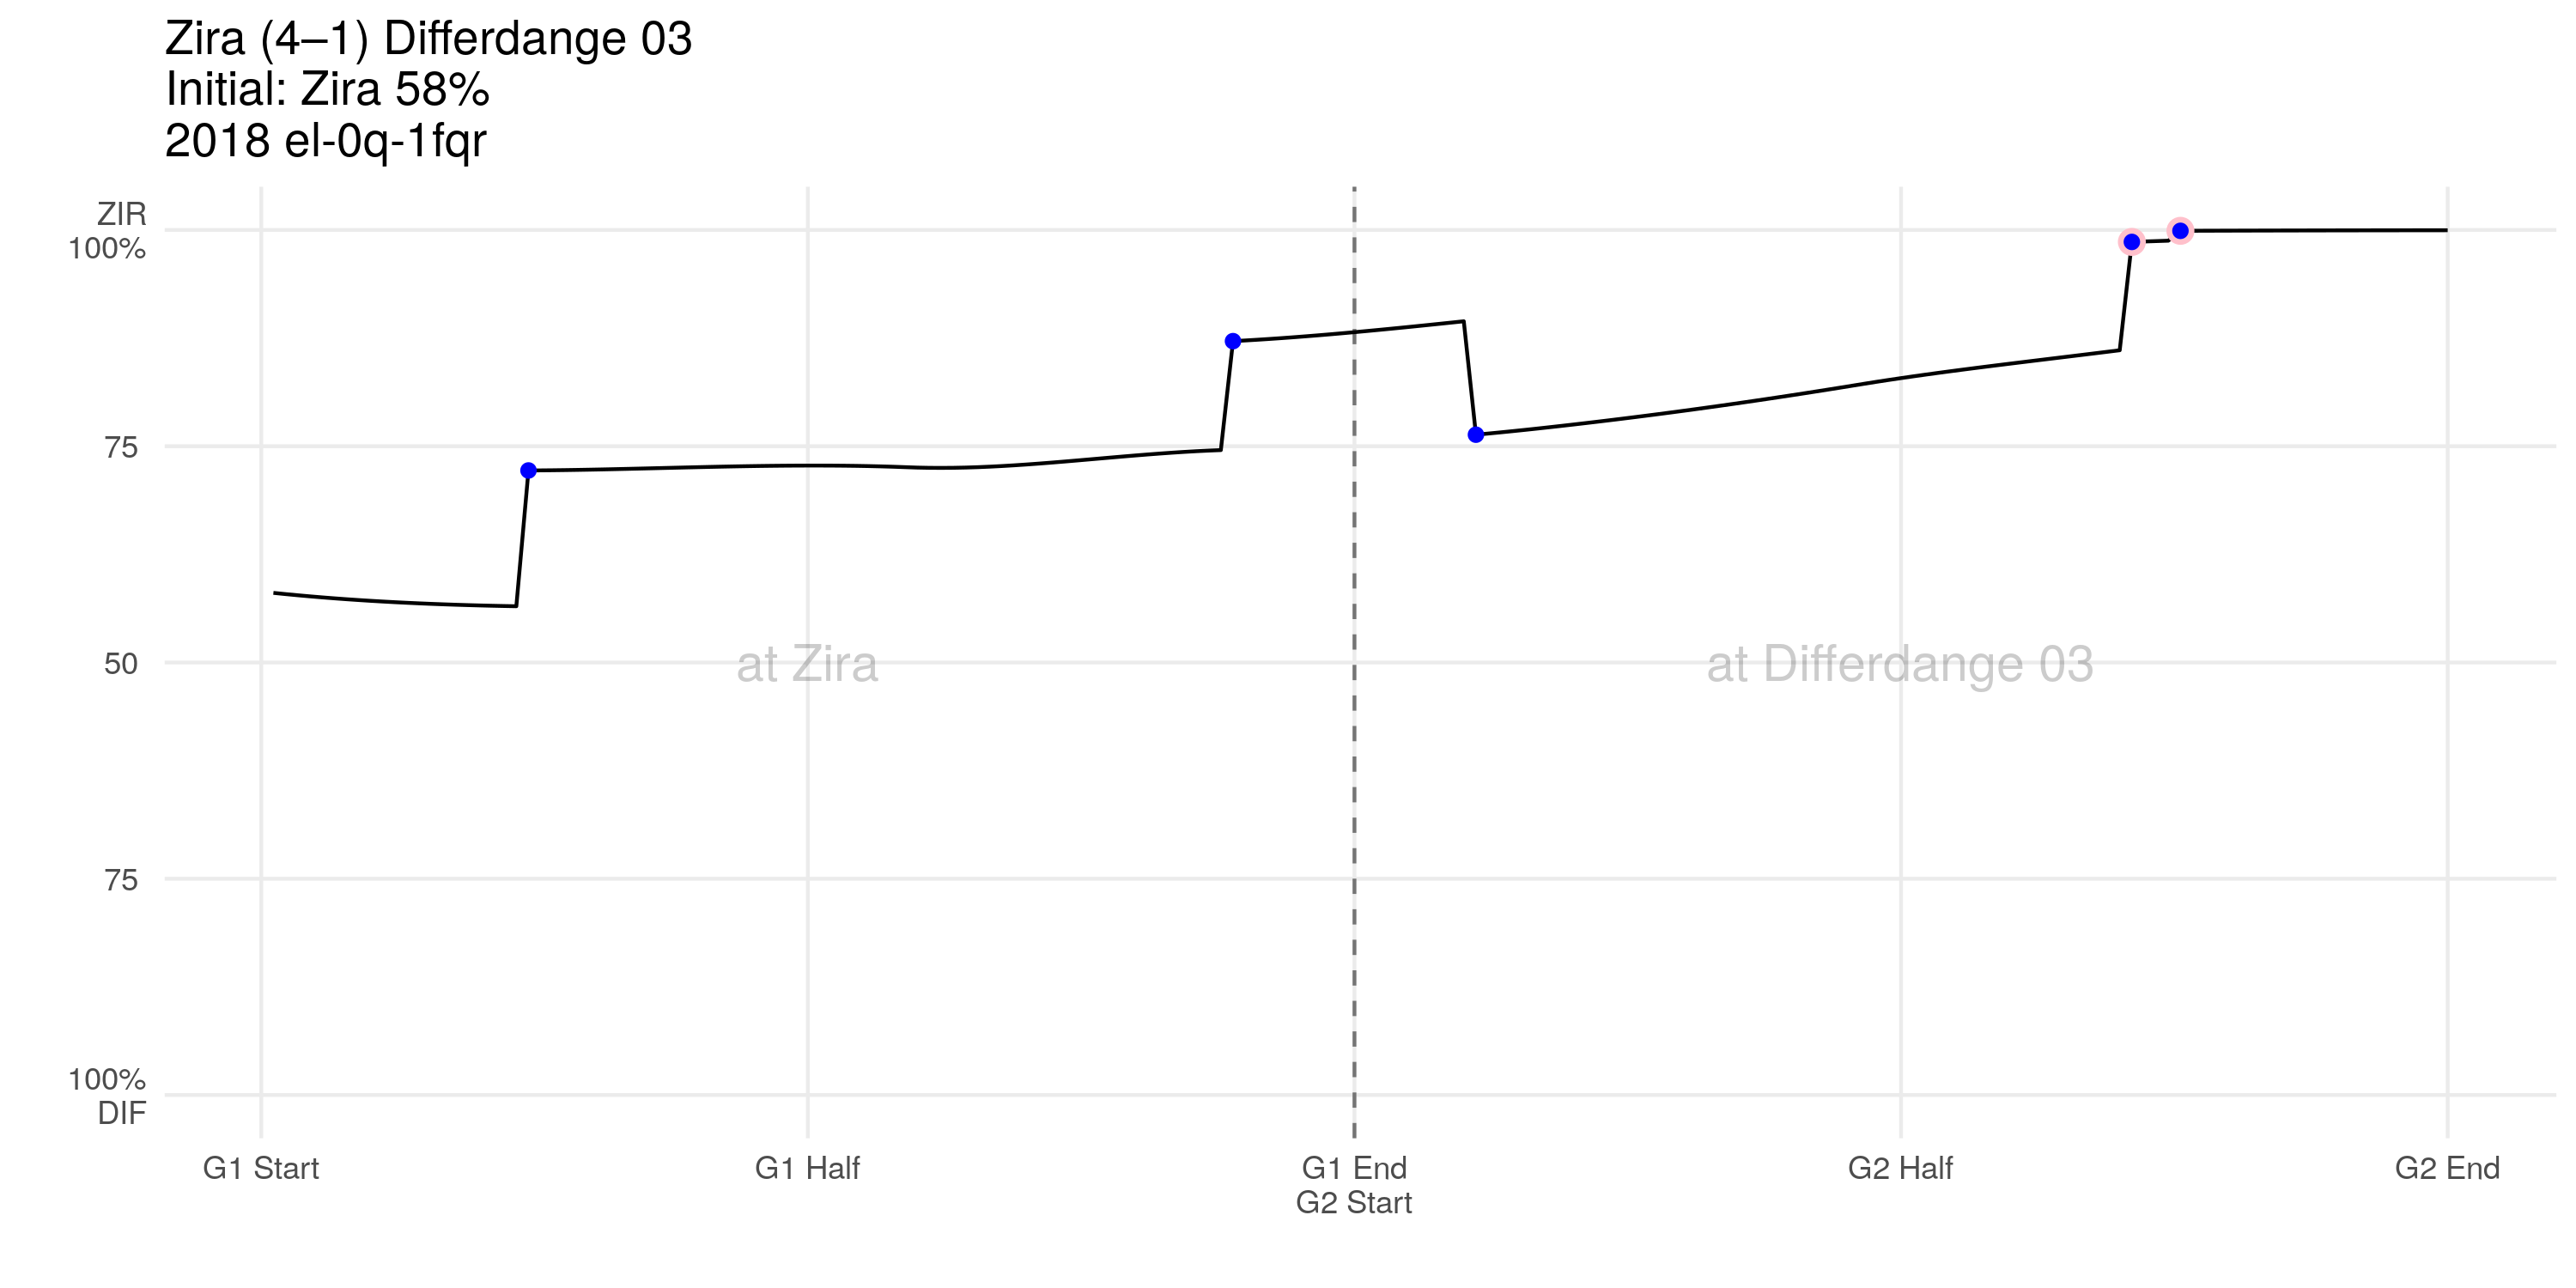 Zira (4–1) Differdange 03
Initial: Zira 58%
2018 el-0q-1fqr
ZIR
100%
75
50
75
100%
DIF
at Zira
at Differdange 03
G1 Start
G1 Half
G1 End
G2 Start
G2 Half
G2 End